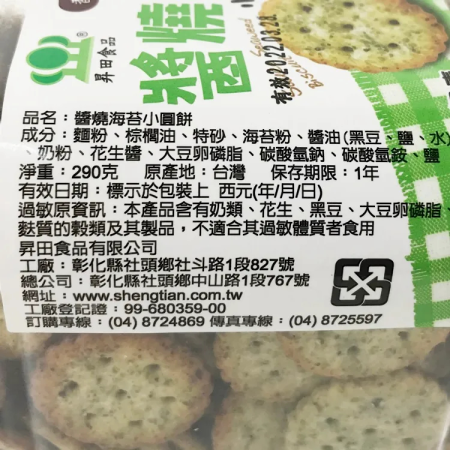 昇田食品
®
醬燒
有效2022.08.28
品名：醬燒海苔小圓餅
成分：麵粉、棕櫚油、特砂、海苔粉、醬油(黑豆、鹽、水)
、奶粉、花生醬、大豆卵磷脂、碳酸氫鈉、碳酸氫銨、鹽
淨重：290克 原產地：台灣 保存期限：1年
有效日期：標示於包裝上 西元(年/月/日)
過敏原資訊：本產品含有奶類、花生、黑豆、大豆卵磷脂、
麩質的穀類及其製品，不適合其過敏體質者食用
昇田食品有限公司
工廠：彰化縣社頭鄉社斗路1段827號
總公司：彰化縣社頭鄉中山路1段767號
網址：www.shengtian.com.tw
工廠登記證：99-680359-00
訂購專線：(04) 8724869 傳真專線：(04) 8725597